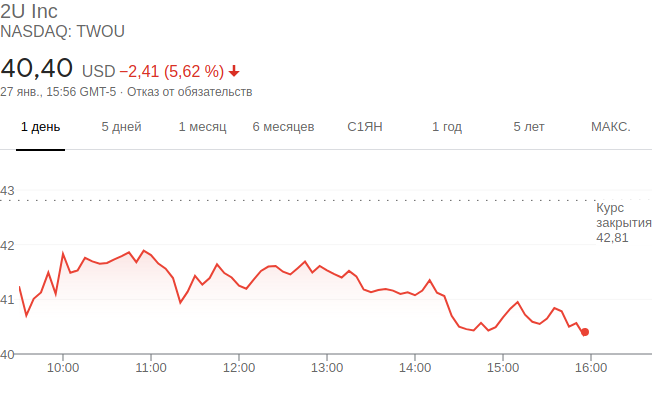 2U Inc
NASDAQ: TWOU
40,40 USD −2,41 (5,62 %)
27 янв., 15:56 GMT-5 · Отказ от обязательств
1 день 5 дней 1 месяц 6 месяцев С1ЯН 1 год 5 лет МАКС.
43
Курс
закрытия
42,81
42
41
40
10:00 11:00 12:00 13:00 14:00 15:00 16:00